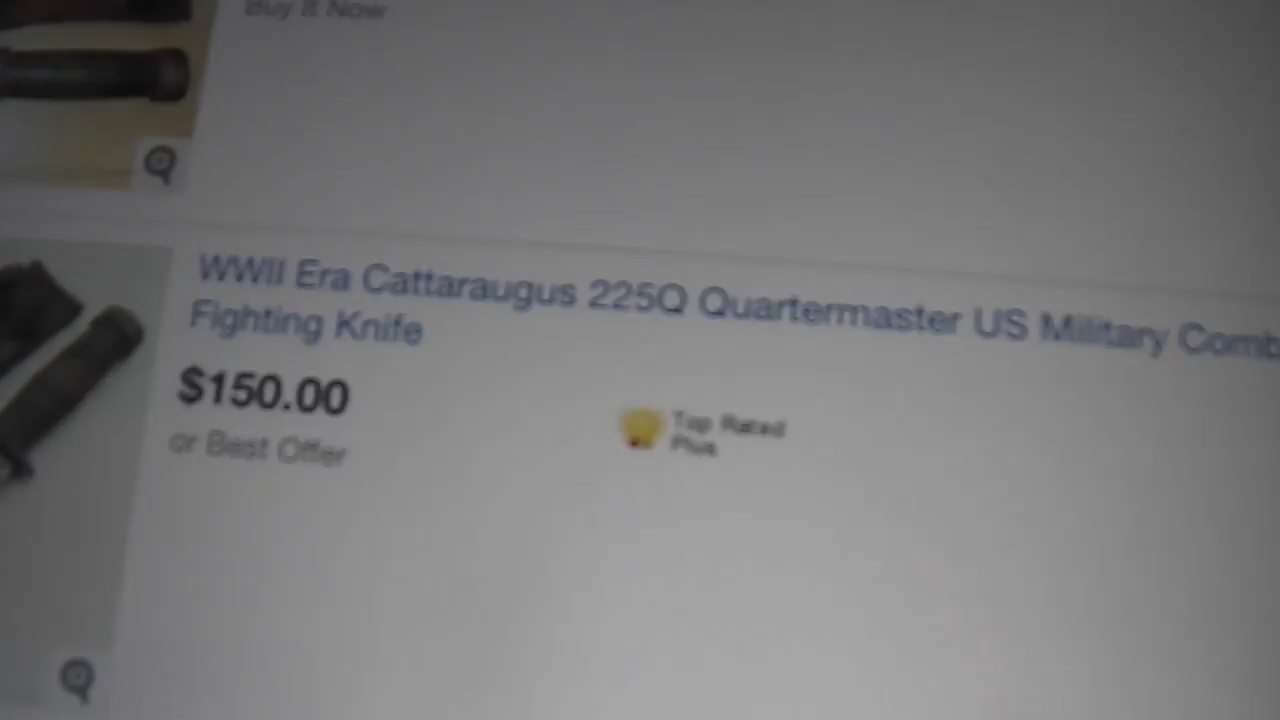 Buy It Now
WWII Era Cattaraugus 225Q Quartermaster US Military Comb
Fighting Knife
$150.00
or Best Offer
Top Rated
Plus